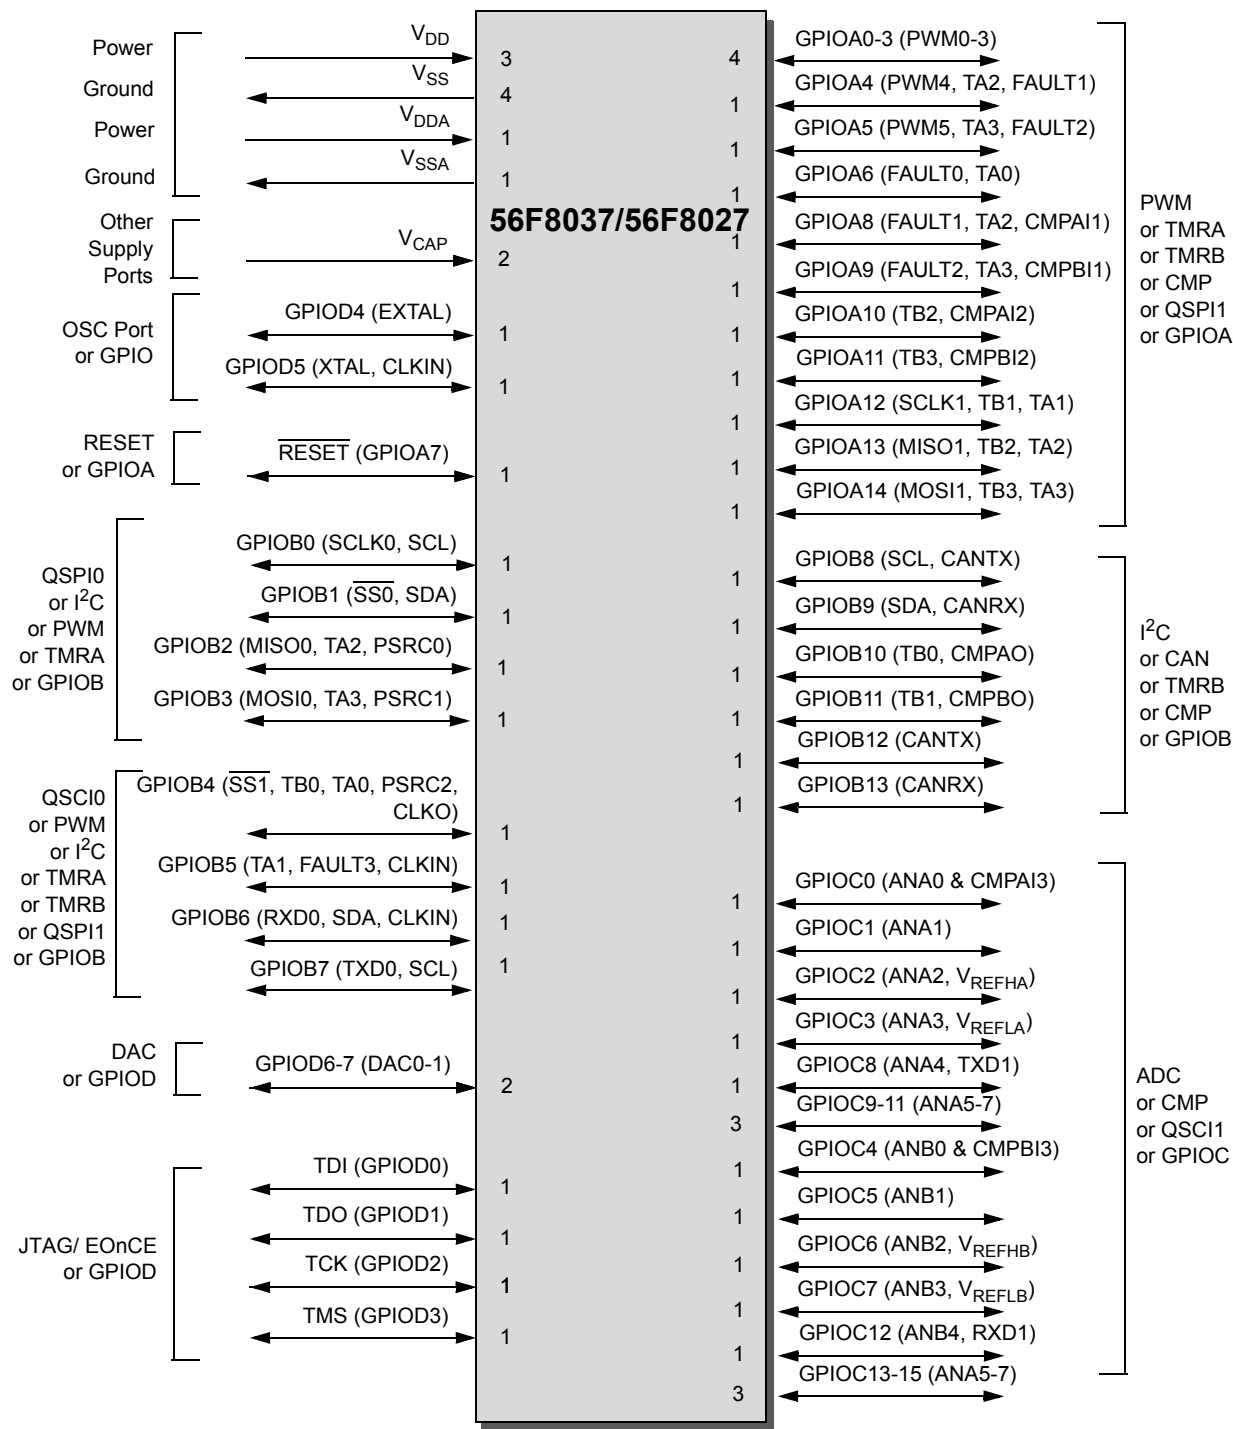 Power
V_DD
3
Ground
V_SS
4
Power
V_DDA
1
Ground
V_SSA
1
56F8037/56F8027
Other
Supply
Ports
V_CAP
2
OSC Port
or GPIO
GPIOD4 (EXTAL)
1
GPIOD5 (XTAL, CLKIN)
1
RESET
or GPIOA
RESET (GPIOA7)
1
QSPI0
or I²C
or PWM
or TMRA
or GPIOB
GPIOB0 (SCLK0, SCL)
1
GPIOB1 (SS0, SDA)
1
GPIOB2 (MISO0, TA2, PSRC0)
1
GPIOB3 (MOSI0, TA3, PSRC1)
1
QSCI0
or PWM
or I²C
or TMRA
or TMRB
or QSPI1
or GPIOB
GPIOB4 (SS1, TB0, TA0, PSRC2,
CLKO)
1
GPIOB5 (TA1, FAULT3, CLKIN)
1
GPIOB6 (RXD0, SDA, CLKIN)
1
GPIOB7 (TXD0, SCL)
1
DAC
or GPIOD
GPIOD6-7 (DAC0-1)
2
JTAG/ EOnCE
or GPIOD
TDI (GPIOD0)
1
TDO (GPIOD1)
1
TCK (GPIOD2)
1
TMS (GPIOD3)
1
4
GPIOA0-3 (PWM0-3)
1
GPIOA4 (PWM4, TA2, FAULT1)
1
GPIOA5 (PWM5, TA3, FAULT2)
1
GPIOA6 (FAULT0, TA0)
1
GPIOA8 (FAULT1, TA2, CMPAI1)
1
GPIOA9 (FAULT2, TA3, CMPBI1)
1
GPIOA10 (TB2, CMPAI2)
1
GPIOA11 (TB3, CMPBI2)
1
GPIOA12 (SCLK1, TB1, TA1)
1
GPIOA13 (MISO1, TB2, TA2)
1
GPIOA14 (MOSI1, TB3, TA3)
PWM
or TMRA
or TMRB
or CMP
or QSPI1
or GPIOA
1
GPIOB8 (SCL, CANTX)
1
GPIOB9 (SDA, CANRX)
1
GPIOB10 (TB0, CMPAO)
1
GPIOB11 (TB1, CMPBO)
1
GPIOB12 (CANTX)
1
GPIOB13 (CANRX)
I²C
or CAN
or TMRB
or CMP
or GPIOB
1
GPIOC0 (ANA0 & CMPAI3)
1
GPIOC1 (ANA1)
1
GPIOC2 (ANA2, V_REFHA)
1
GPIOC3 (ANA3, V_REFLA)
1
GPIOC8 (ANA4, TXD1)
3
GPIOC9-11 (ANA5-7)
1
GPIOC4 (ANB0 & CMPBI3)
1
GPIOC5 (ANB1)
1
GPIOC6 (ANB2, V_REFHB)
1
GPIOC7 (ANB3, V_REFLB)
1
GPIOC12 (ANB4, RXD1)
3
GPIOC13-15 (ANA5-7)
ADC
or CMP
or QSCI1
or GPIOC